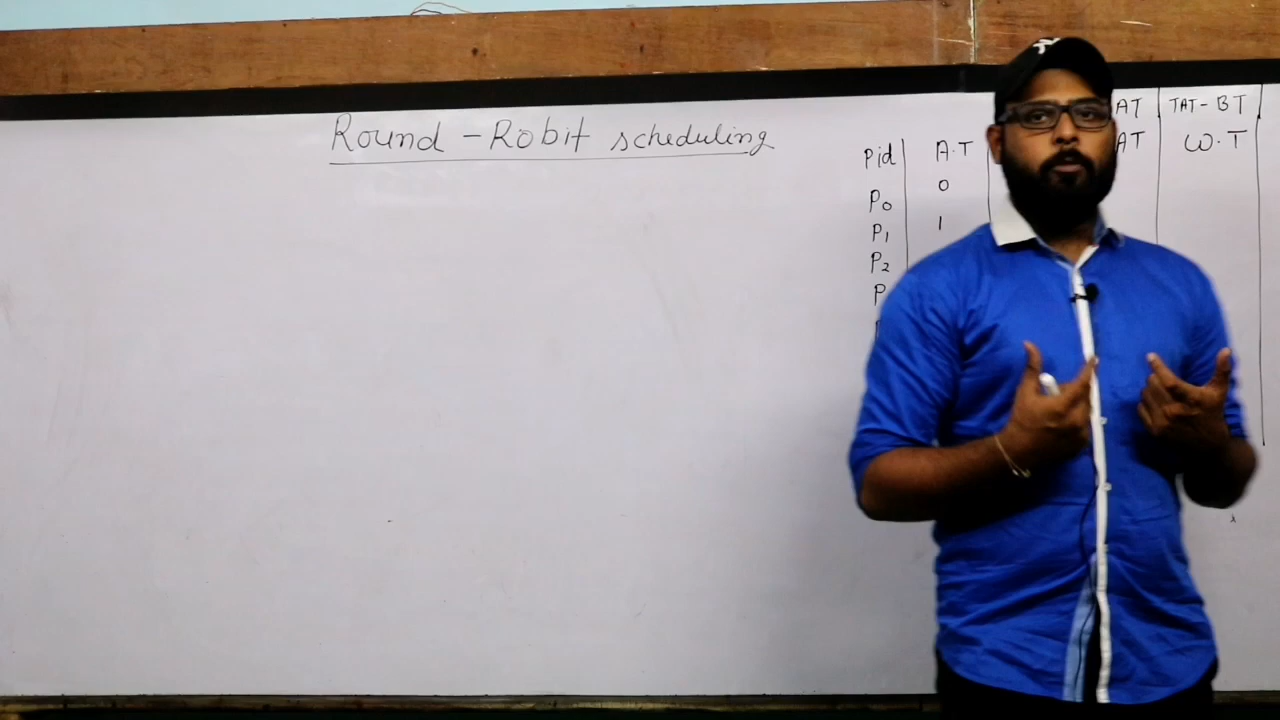 Round - Robit scheduling
AT TAT - BT
Pid A.T AT W.T
P0 0
P1 1
P2
P